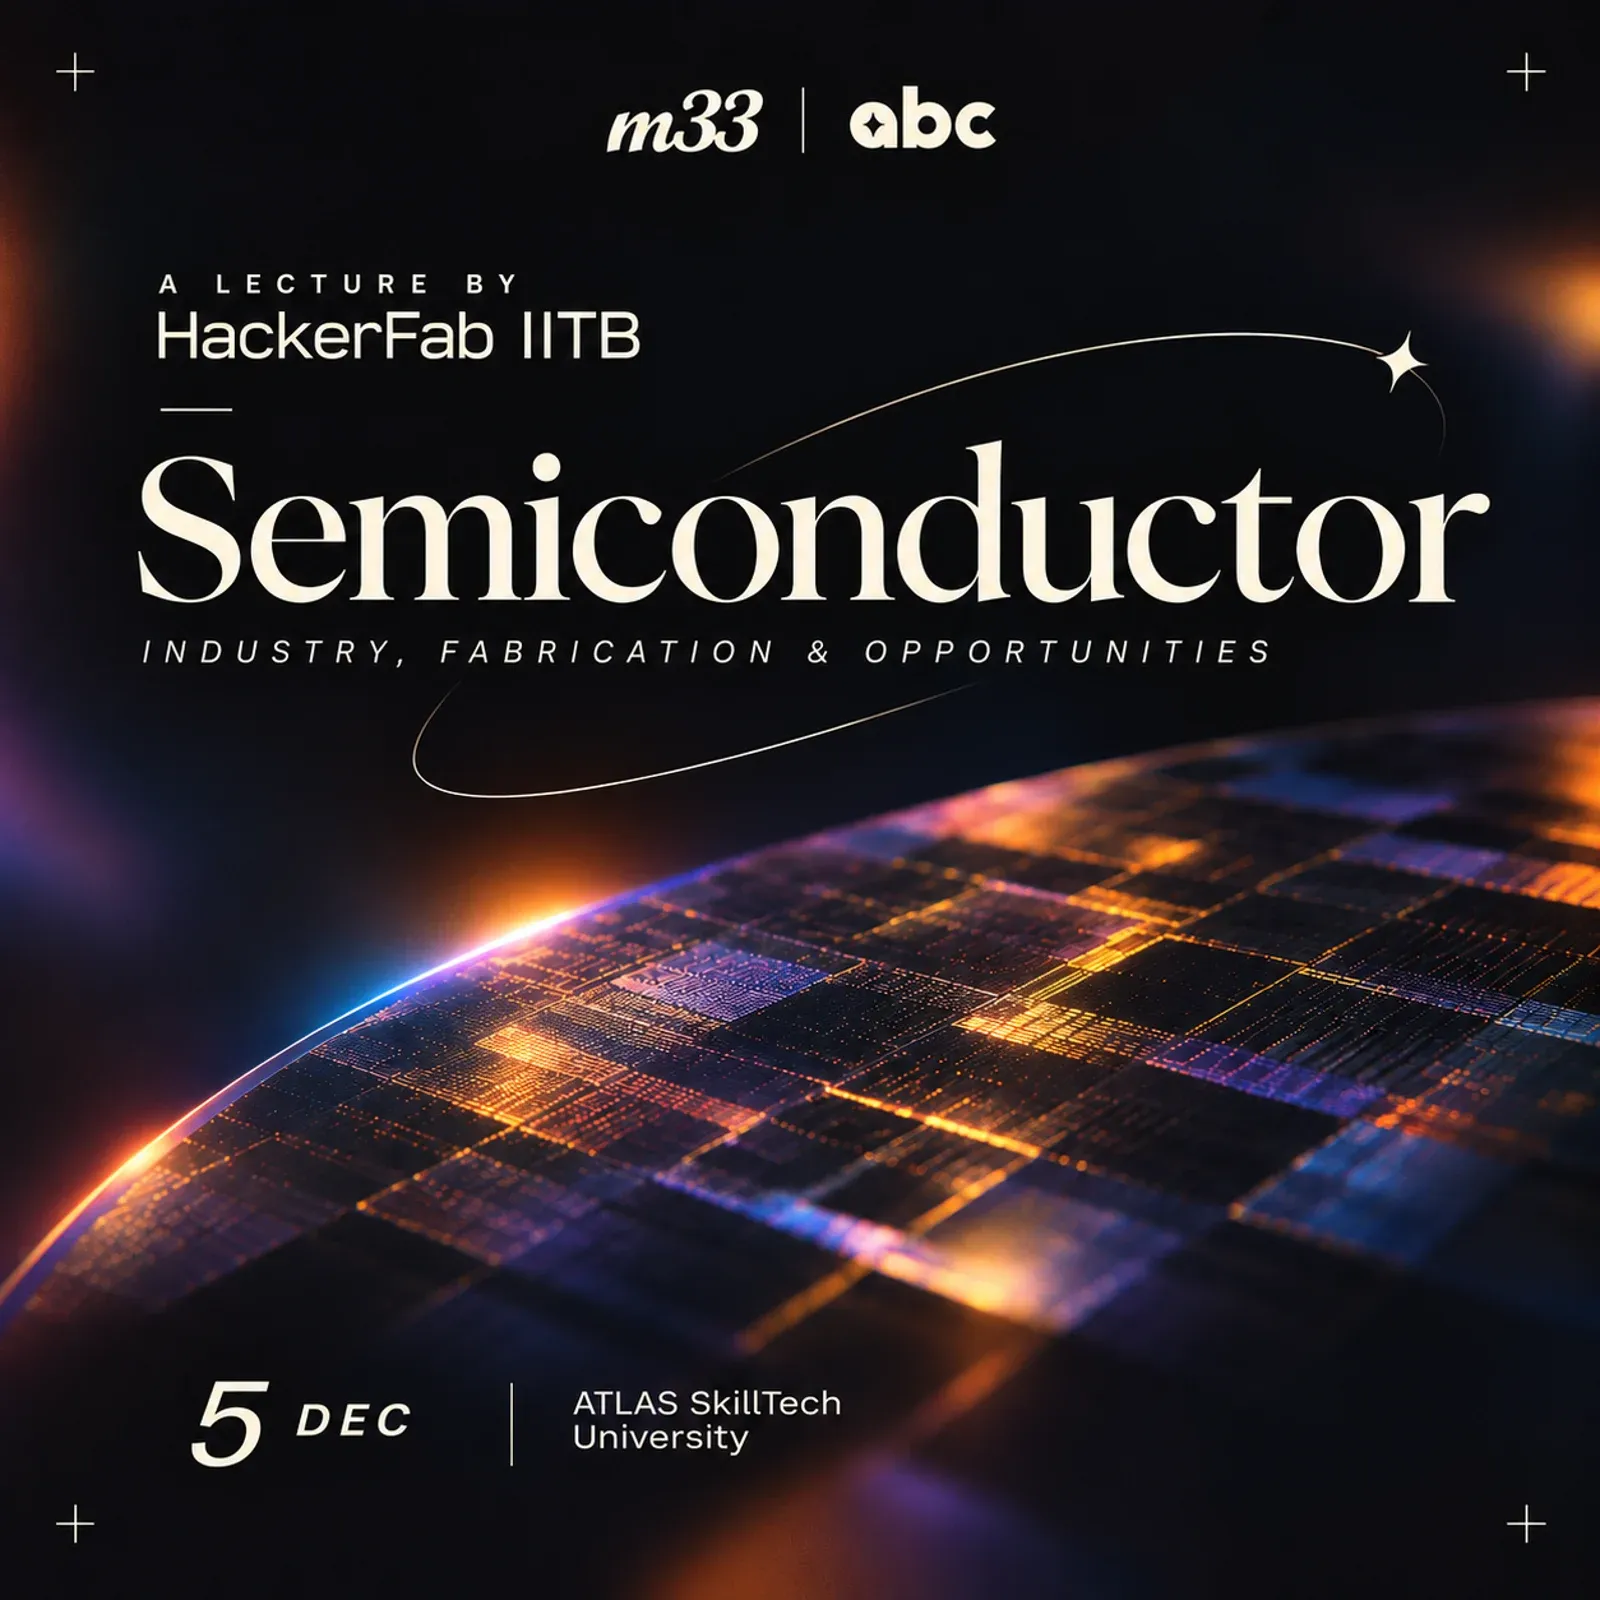 m33 | abc
A LECTURE BY
HackerFab IITB
Semiconductor
INDUSTRY, FABRICATION & OPPORTUNITIES
5 DEC
ATLAS SkillTech
University